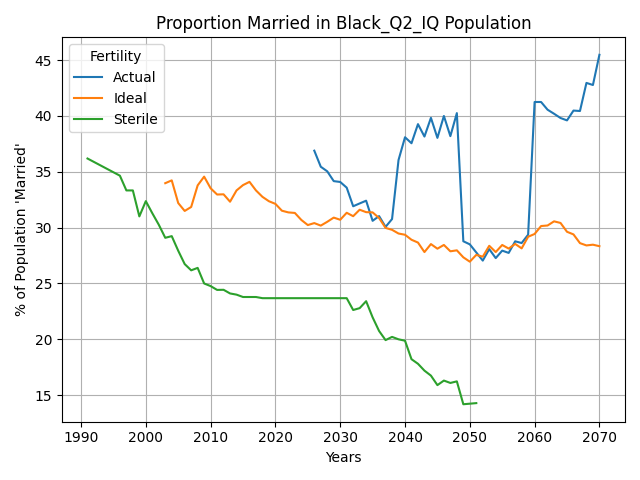 Proportion Married in Black_Q2_IQ Population
% of Population 'Married'
45
40
35
30
25
20
15
Fertility
Actual
Ideal
Sterile
1990 2000 2010 2020 2030 2040 2050 2060 2070
Years